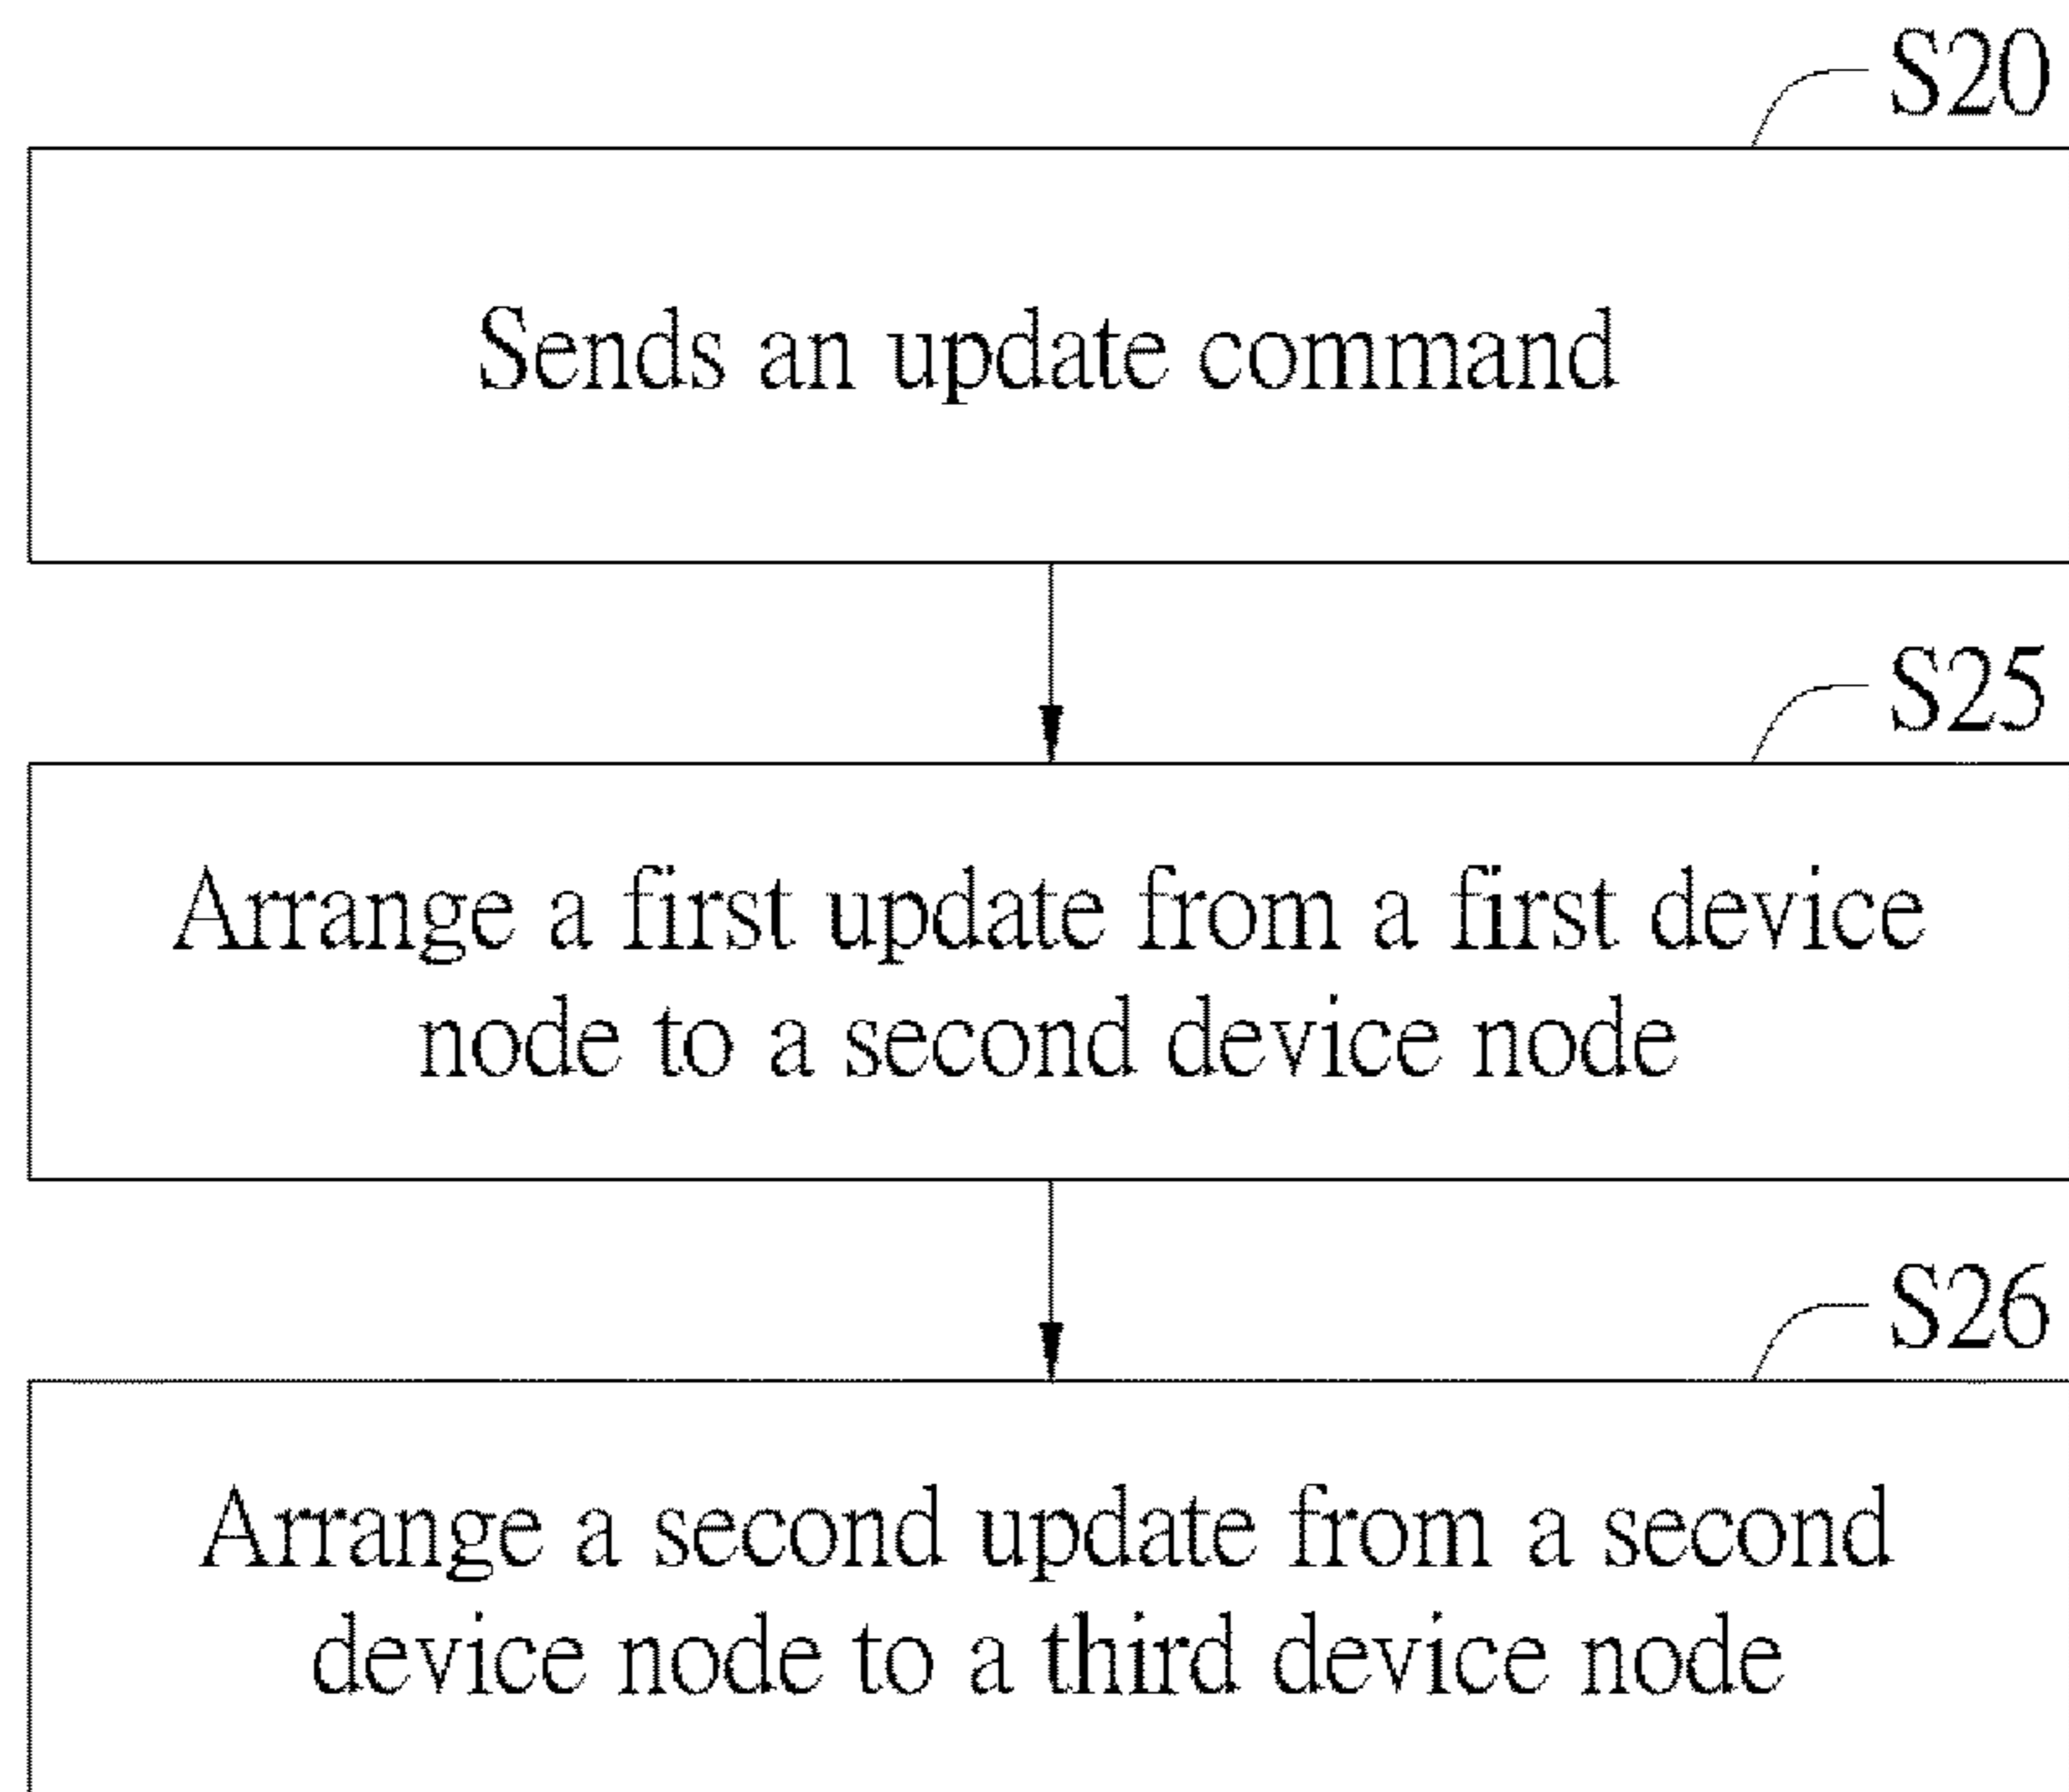 S20
Sends an update command
S25
Arrange a first update from a first device
node to a second device node
S26
Arrange a second update from a second
device node to a third device node